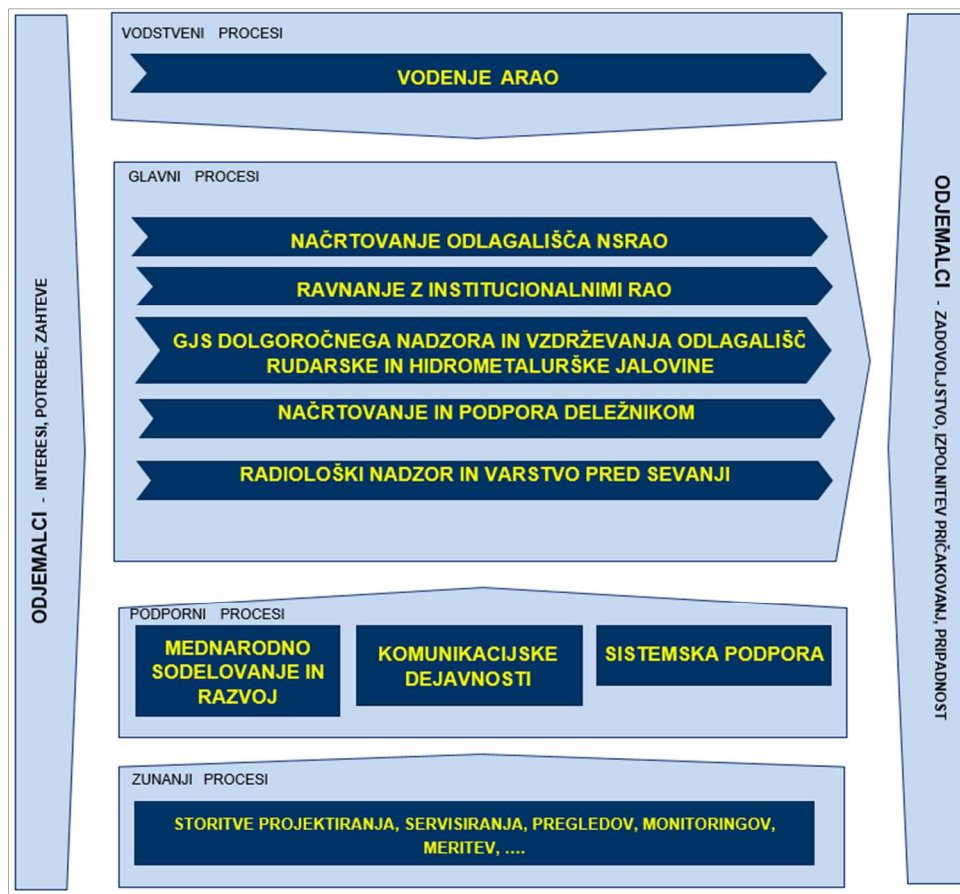 VODSTVENI PROCESI
VODENJE ARAO
GLAVNI PROCESI
NAČRTOVANJE ODLAGALIŠČA NSRAO
RAVNANJE Z INSTITUCIONALNIMI RAO
GJS DOLGOROČNEGA NADZORA IN VZDRŽEVANJA ODLAGALIŠČ
RUDARSKE IN HIDROMETALURŠKE JALOVINE
NAČRTOVANJE IN PODPORA DELEŽNIKOM
RADIOLOŠKI NADZOR IN VARSTVO PRED SEVANJI
PODPORNI PROCESI
MEDNARODNO
SODELOVANJE IN
RAZVOJ
KOMUNIKACIJSKE
DEJAVNOSTI
SISTEMSKA PODPORA
ZUNANJI PROCESI
STORITVE PROJEKTIRANJA, SERVISIRANJA, PREGLEDOV, MONITORINGOV,
MERITEV, ....
ODJEMALCI - INTERESI, POTREBE, ZAHTEVE
ODJEMALCI - ZADOVOLJSTVO, IZPOLNITEV PRIČAKOVANJ, PRIPADNOST